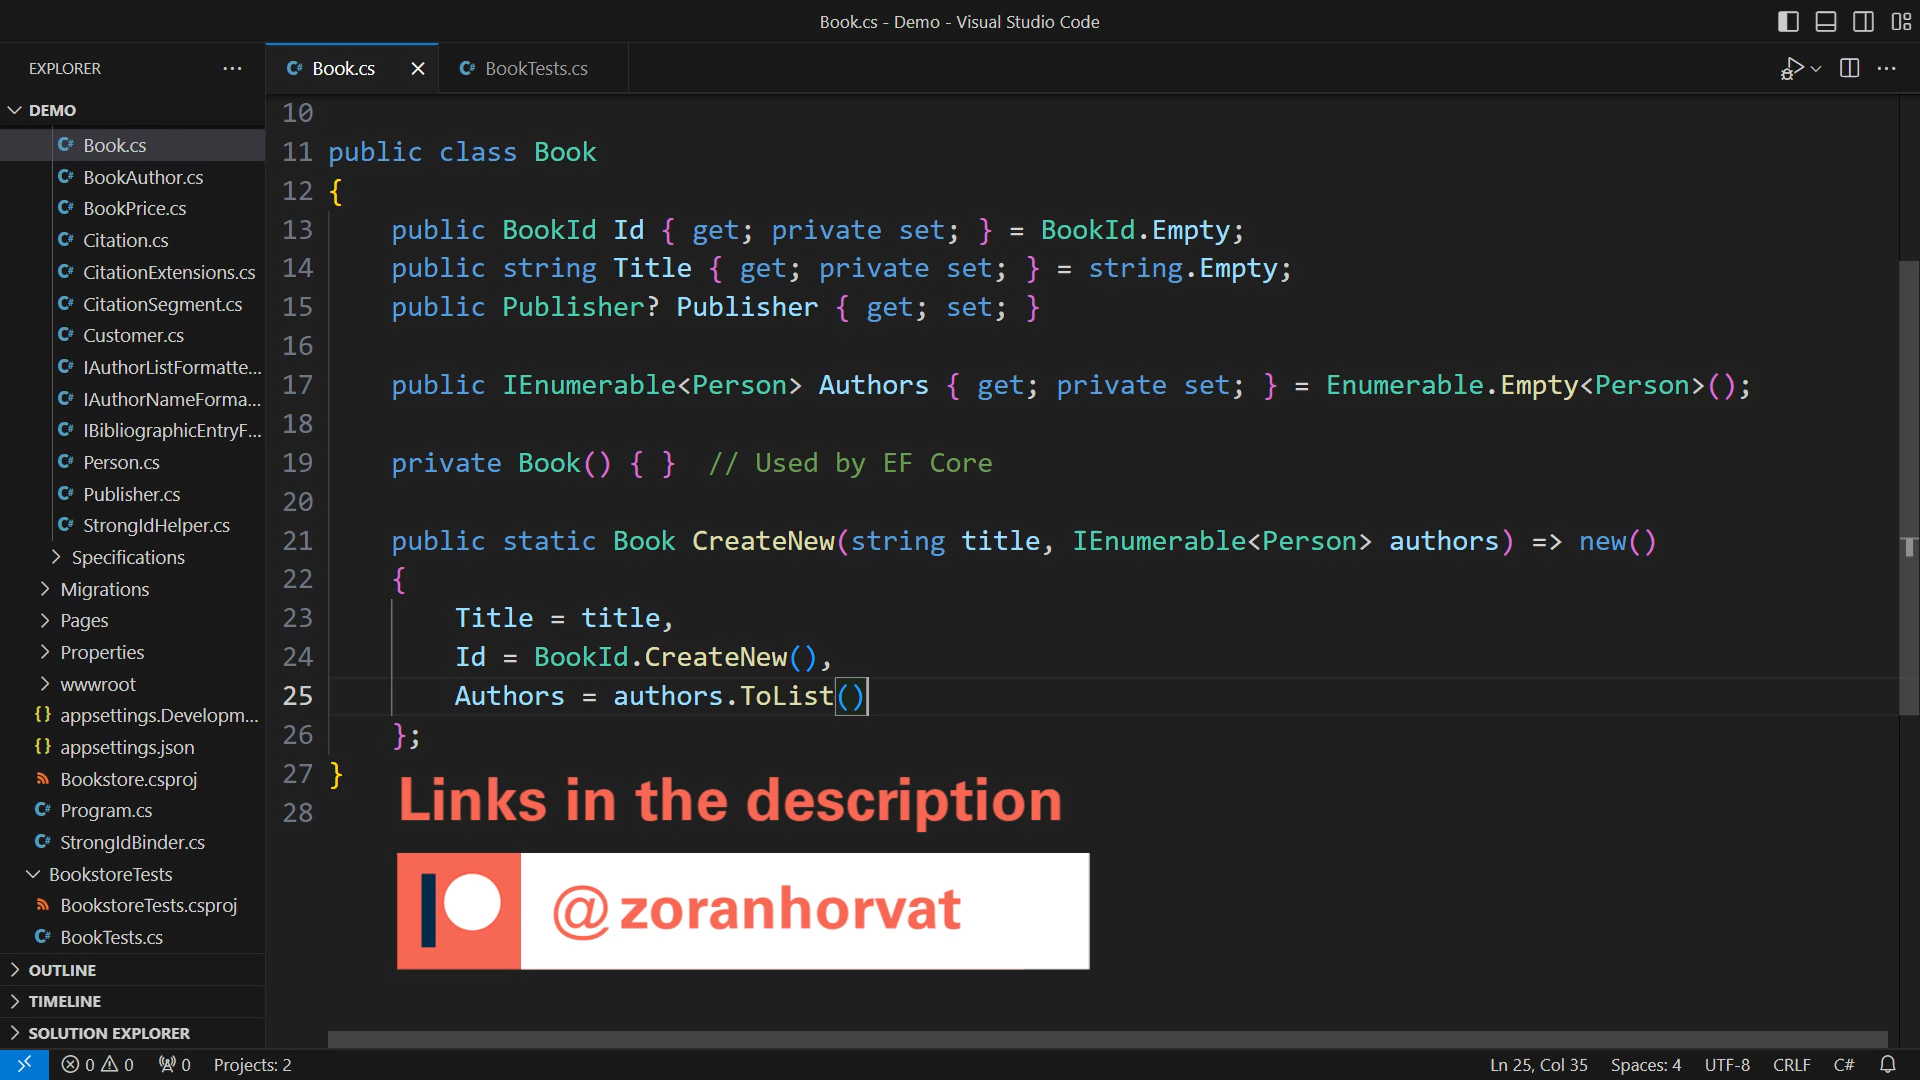 Book.cs - Demo - Visual Studio Code
EXPLORER
DEMO
Book.cs
BookAuthor.cs
BookPrice.cs
Citation.cs
CitationExtensions.cs
CitationSegment.cs
Customer.cs
IAuthorListFormatte...
IAuthorNameForma...
IBibliographicEntryF...
Person.cs
Publisher.cs
StrongIdHelper.cs
Specifications
Migrations
Pages
Properties
wwwroot
appsettings.Developm...
appsettings.json
Bookstore.csproj
Program.cs
StrongIdBinder.cs
BookstoreTests
BookstoreTests.csproj
BookTests.cs
OUTLINE
TIMELINE
SOLUTION EXPLORER
Book.cs
BookTests.cs
10
11 public class Book
12 {
13 public BookId Id { get; private set; } = BookId.Empty;
14 public string Title { get; private set; } = string.Empty;
15 public Publisher? Publisher { get; set; }
16
17 public IEnumerable<Person> Authors { get; private set; } = Enumerable.Empty<Person>();
18
19 private Book() { }  // Used by EF Core
20
21 public static Book CreateNew(string title, IEnumerable<Person> authors) => new()
22 {
23 Title = title,
24 Id = BookId.CreateNew(),
25 Authors = authors.ToList()
26 };
27 }
28
Links in the description
@zoranhorvat
0 0 0 Projects: 2 Ln 25, Col 35 Spaces: 4 UTF-8 CRLF C#